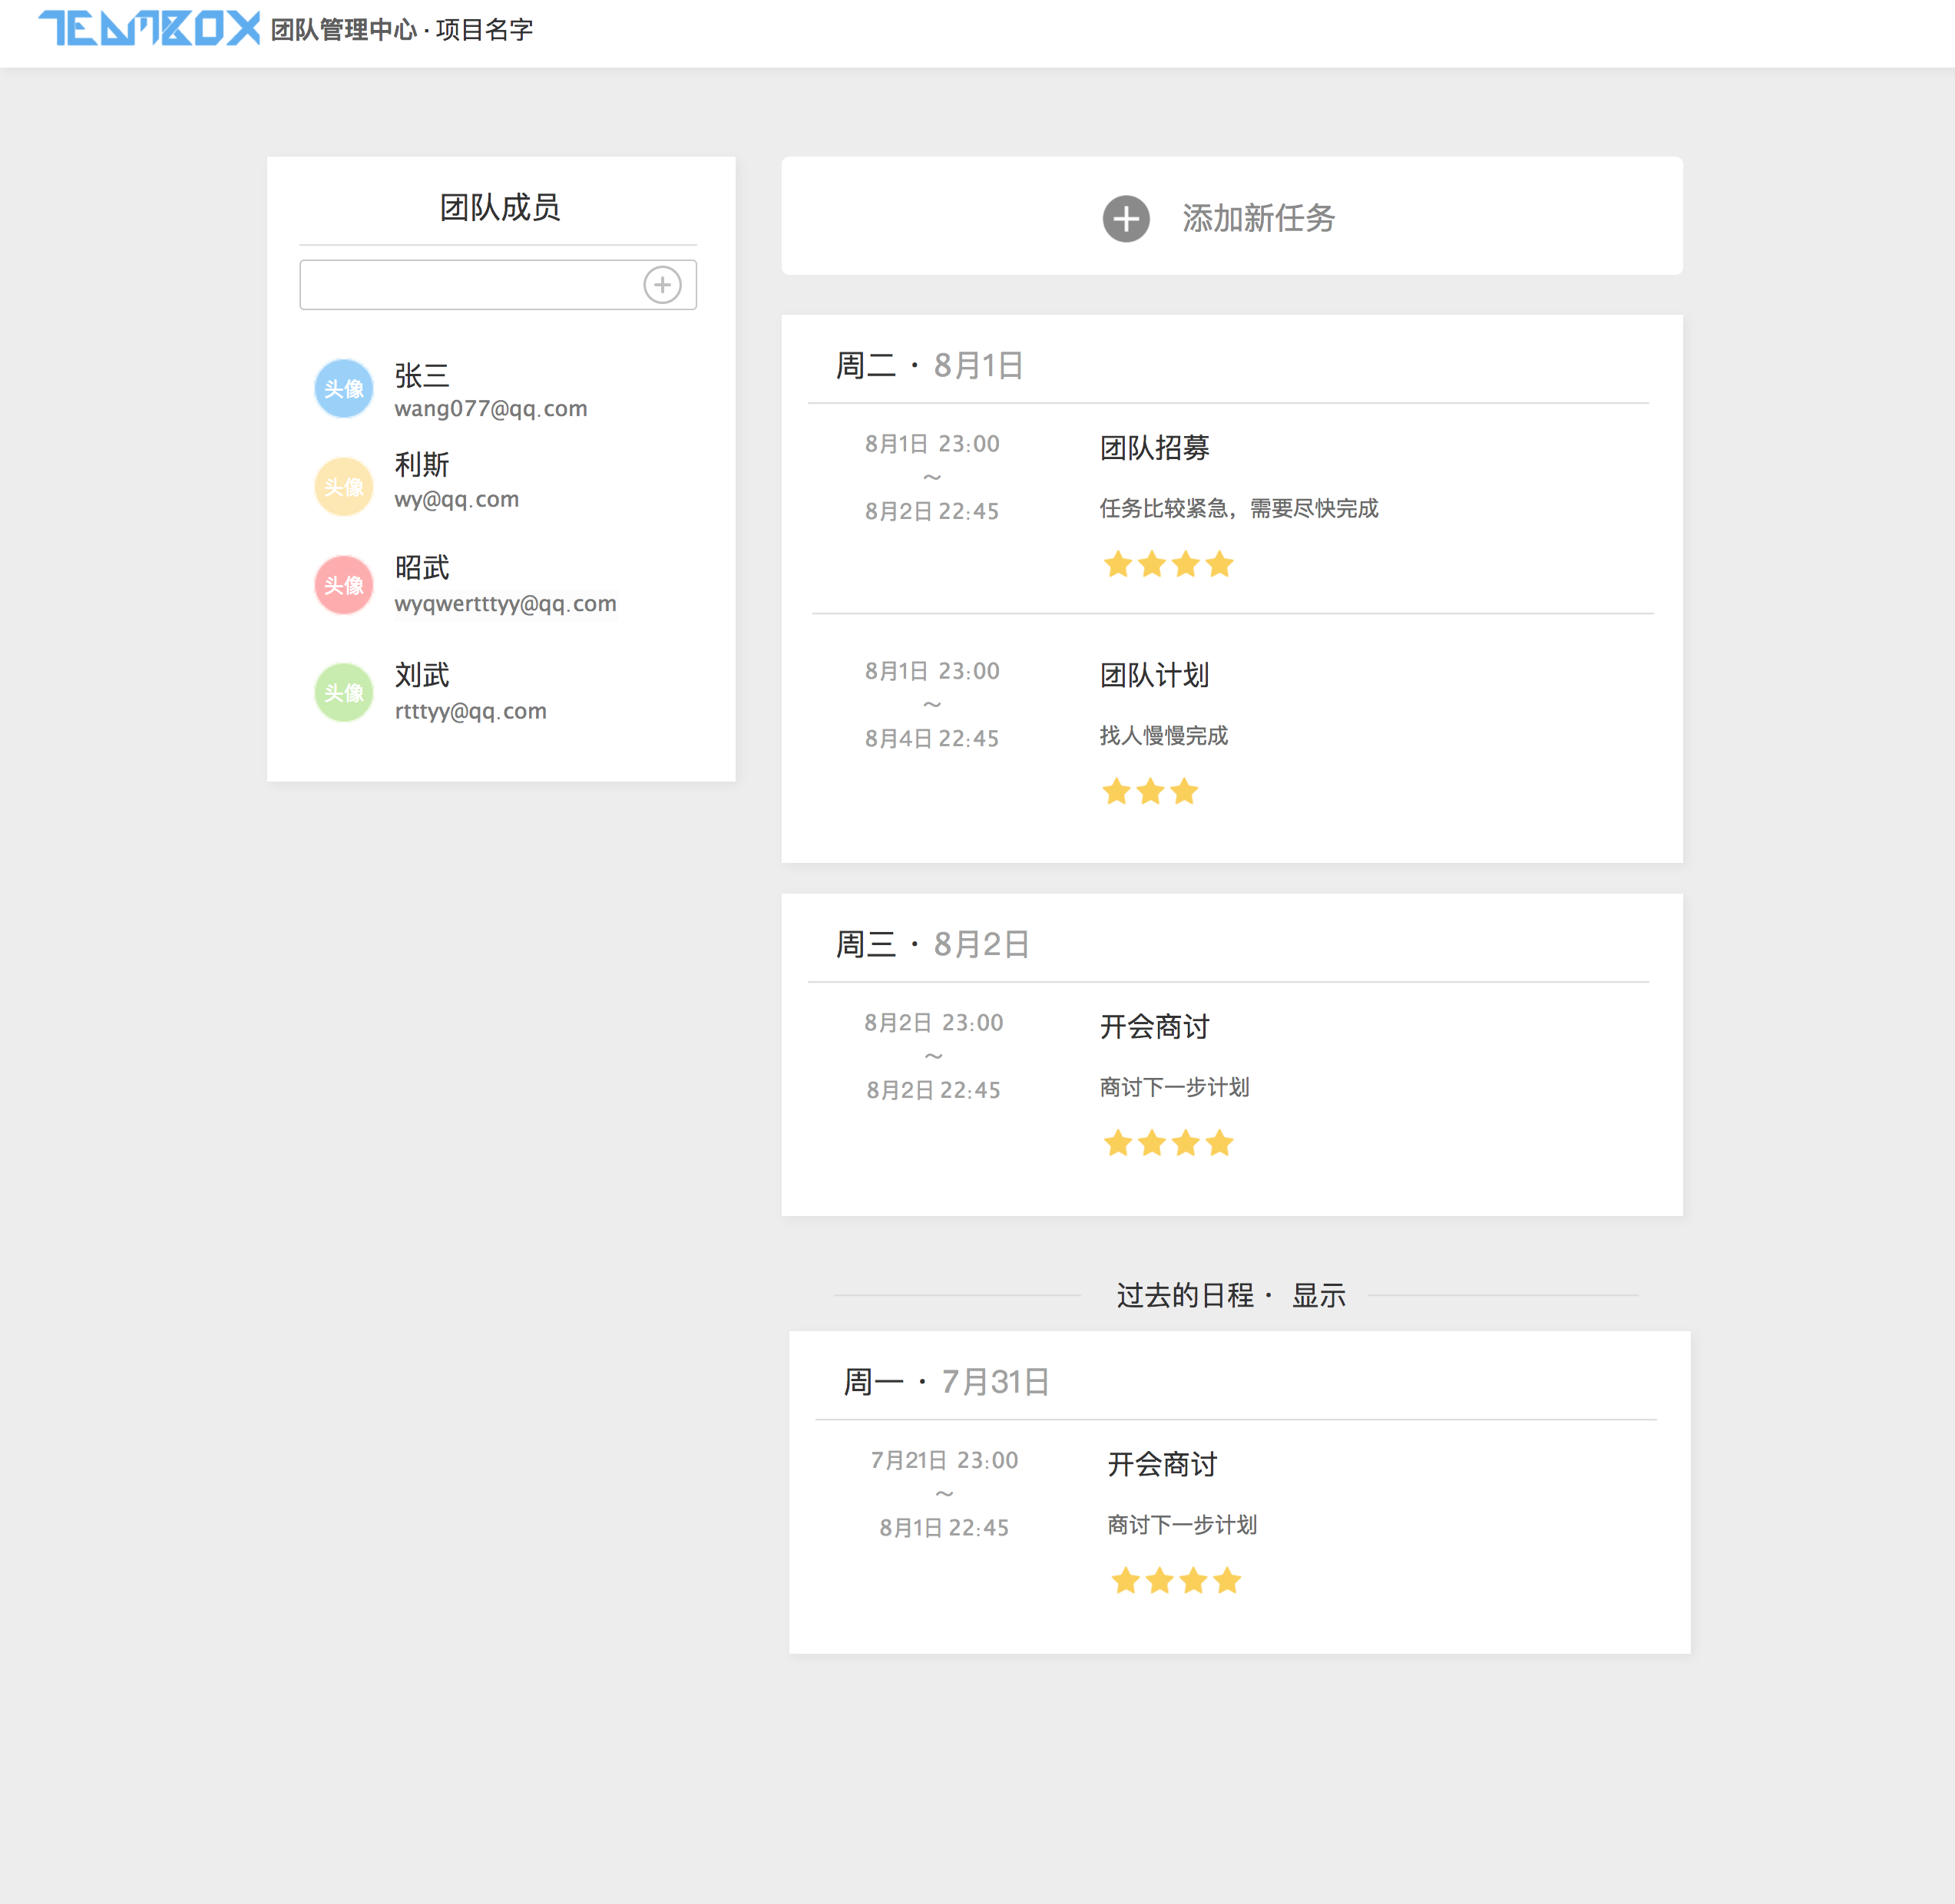 TEAMBOX 团队管理中心 · 项目名字
团队成员
头像
张三
wang077@qq.com
头像
利斯
wy@qq.com
头像
昭武
wyqwertttyy@qq.com
头像
刘武
rtttyy@qq.com
添加新任务
周二 · 8月1日
8月1日 23:00
~
8月2日 22:45
团队招募
任务比较紧急，需要尽快完成
8月1日 23:00
~
8月4日 22:45
团队计划
找人慢慢完成
周三 · 8月2日
8月2日 23:00
~
8月2日 22:45
开会商讨
商讨下一步计划
过去的日程 · 显示
周一 · 7月31日
7月21日 23:00
~
8月1日 22:45
开会商讨
商讨下一步计划